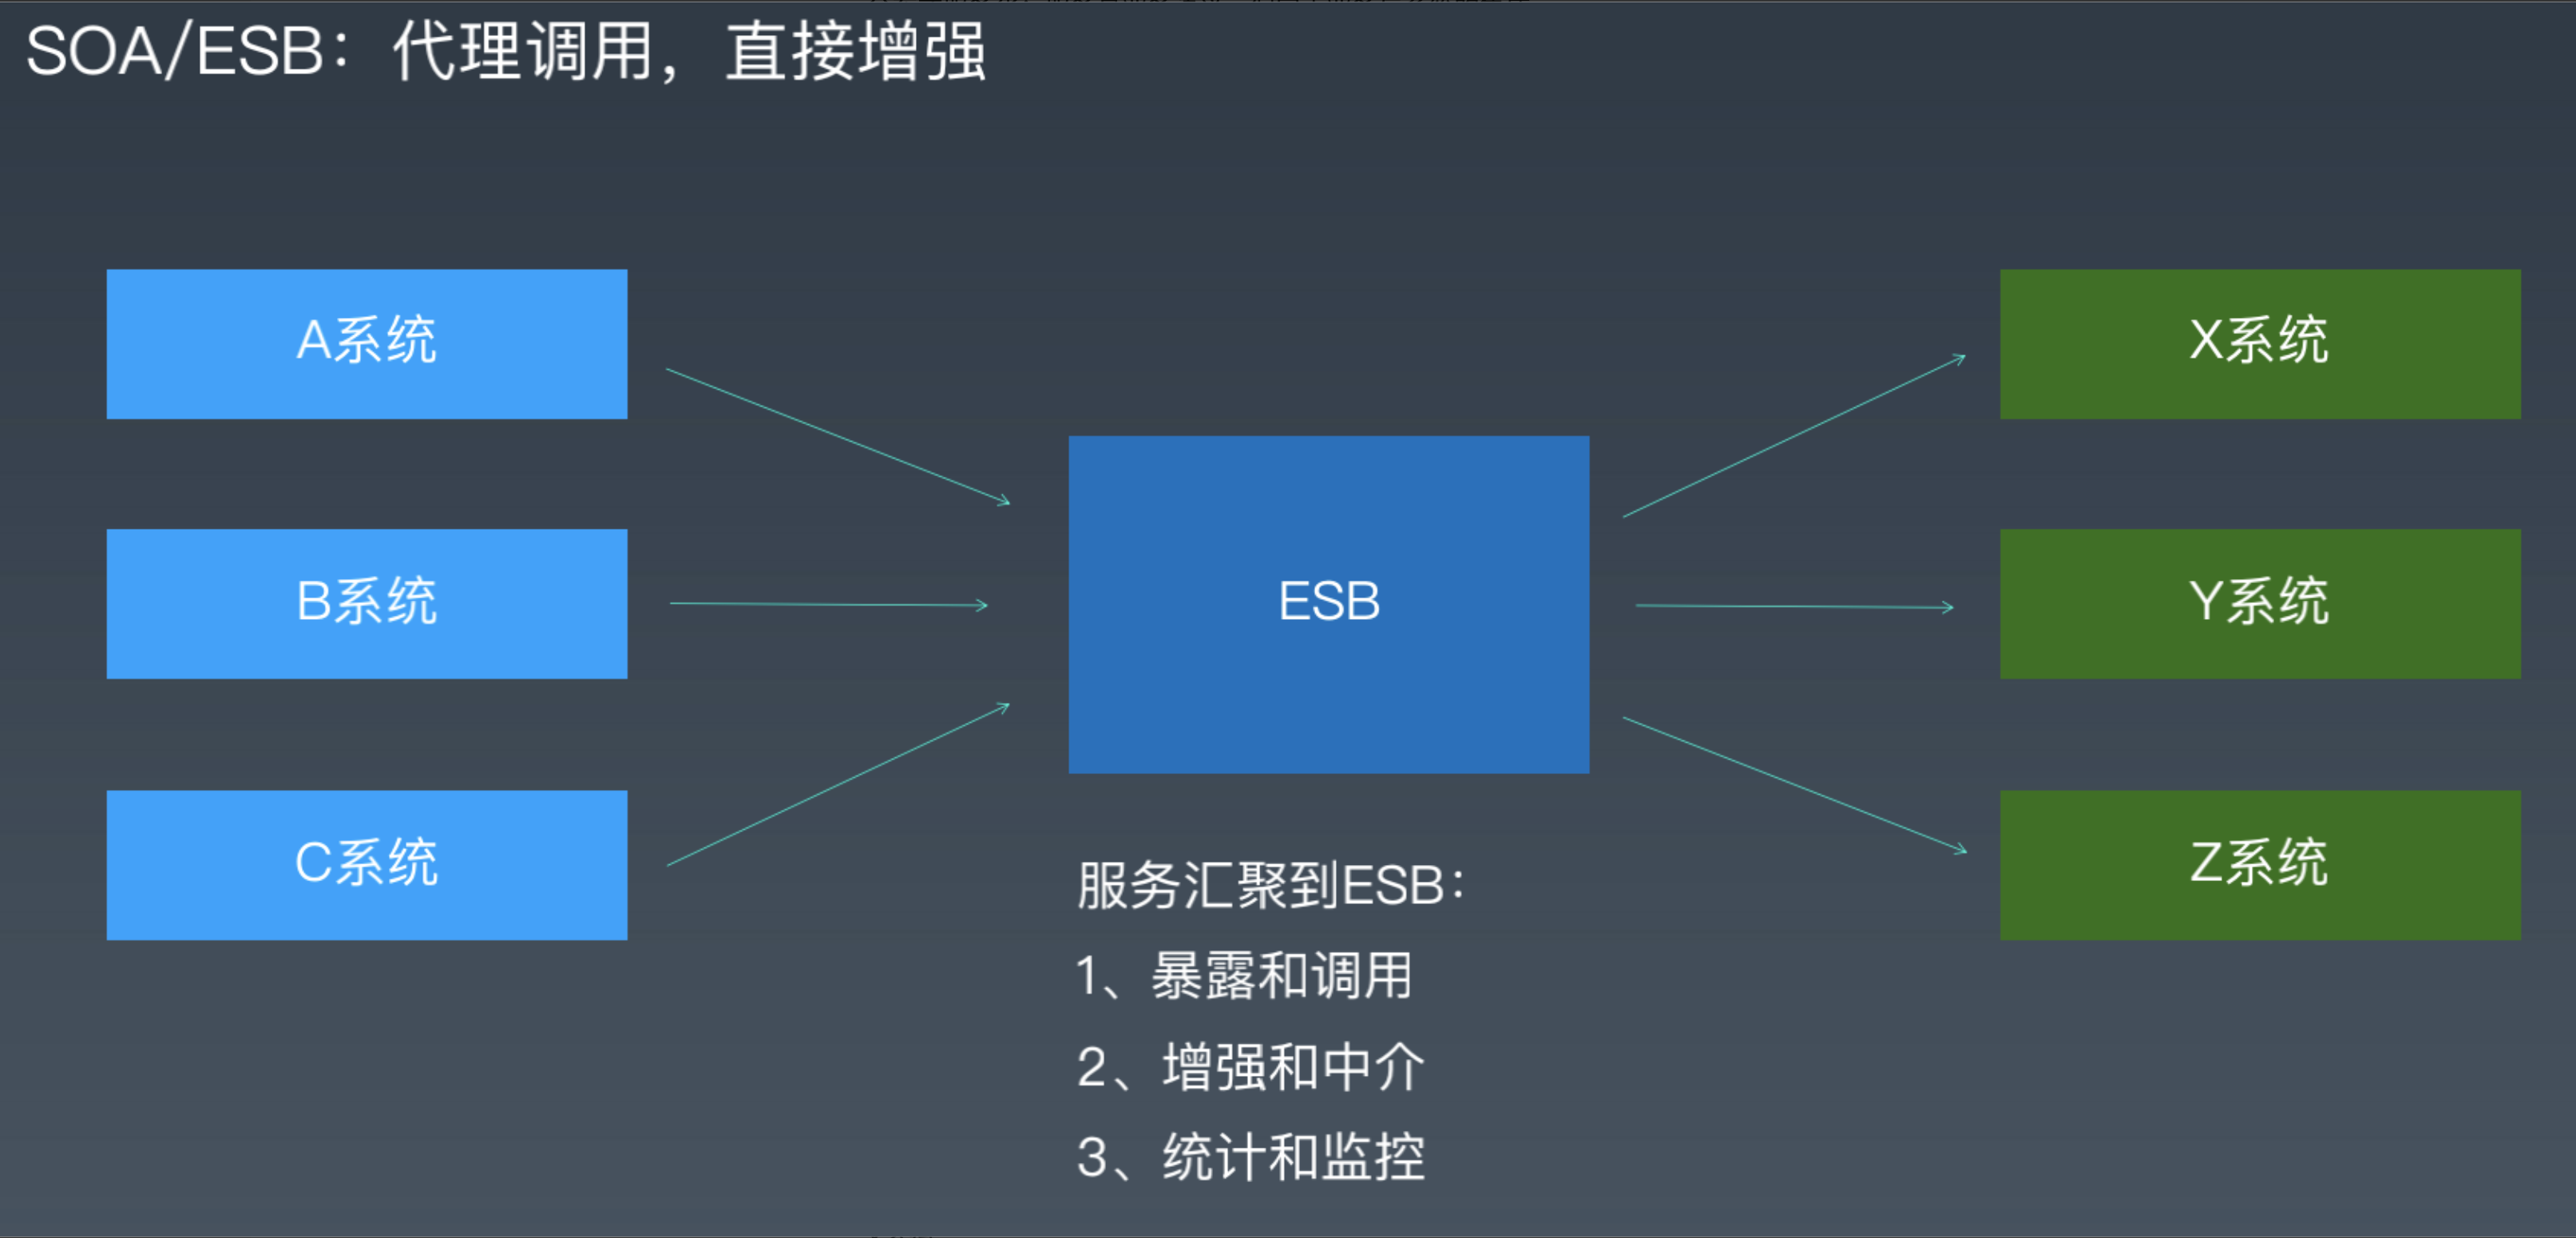 SOA/ESB：代理调用，直接增强
A系统
X系统
B系统
ESB
Y系统
C系统
Z系统
服务汇聚到ESB：
1、暴露和调用
2、增强和中介
3、统计和监控